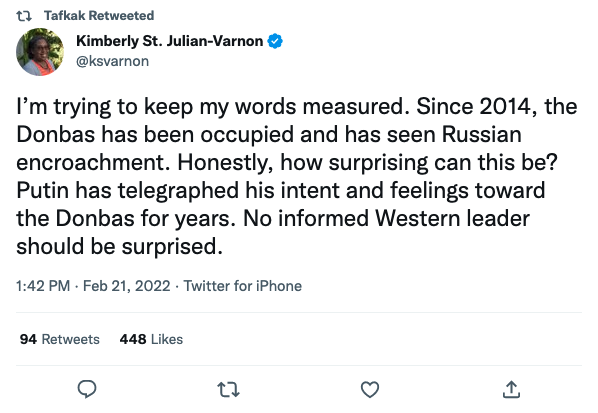 Tafkak Retweeted
Kimberly St. Julian-Varnon
@ksvarnon
I’m trying to keep my words measured. Since 2014, the
Donbas has been occupied and has seen Russian
encroachment. Honestly, how surprising can this be?
Putin has telegraphed his intent and feelings toward
the Donbas for years. No informed Western leader
should be surprised.
1:42 PM · Feb 21, 2022 · Twitter for iPhone
94 Retweets 448 Likes